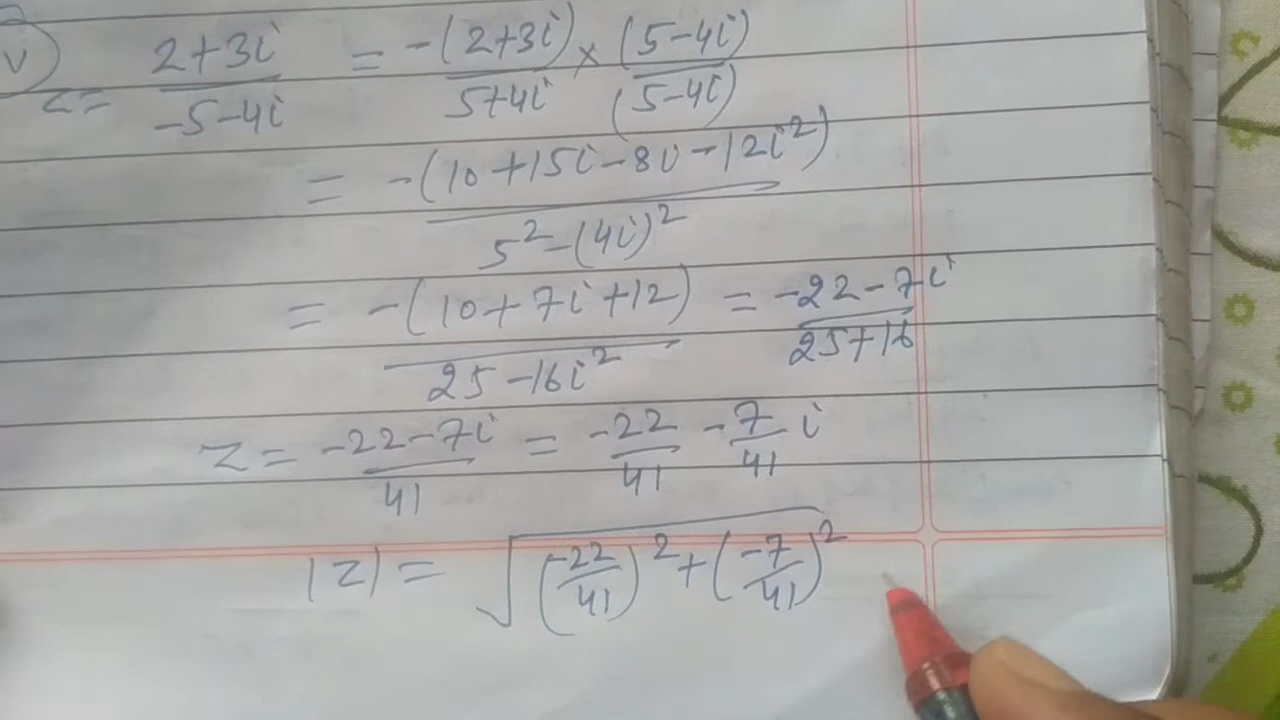 v) z = 2+3i / -5-4i = -(2+3i) / 5+4i × (5-4i) / (5-4i)
= -(10+15i-8i-12i²) / 5²-(4i)²
= -(10+7i+12) / 25-16i² = -22-7i / 25+16
z = -22-7i / 41 = -22/41 - 7/41 i
|z| = √(-22/41)² + (-7/41)²